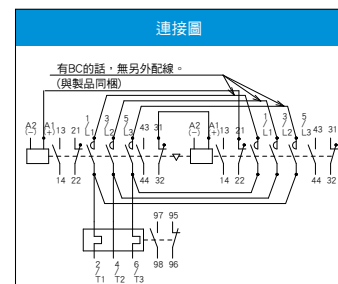 連接圖
有BC的話，無另外配線。
(與製品同梱)
A2 A1 13 21 1 3 5 43 31 A2 A1 13 21 1 3 5 43 31
(−) (+) L1 L2 L3 (−) (+) L1 L2 L3
14 22 44 32 14 22 44 32
97 95
2 4 6 98 96
T1 T2 T3